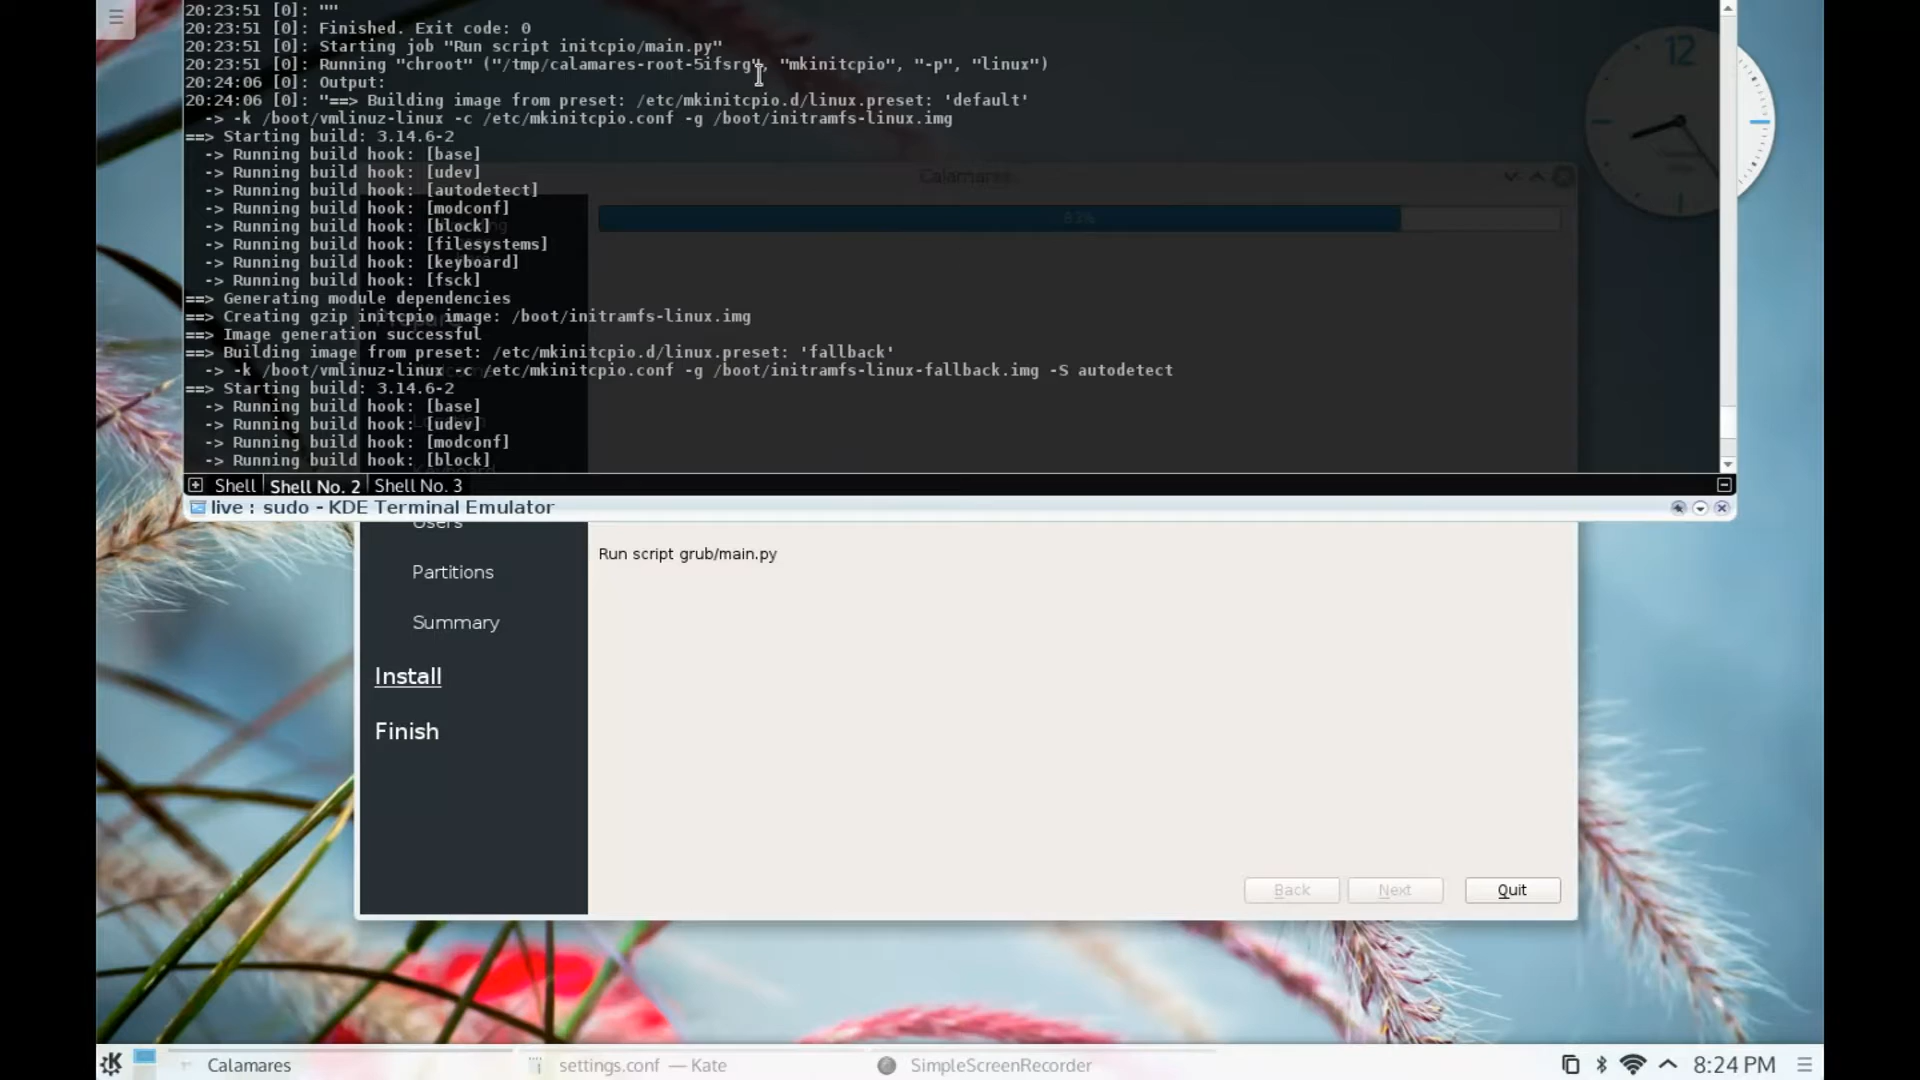 20:23:51 [0]: ""
20:23:51 [0]: Finished. Exit code: 0
20:23:51 [0]: Starting job "Run script initcpio/main.py"
20:23:51 [0]: Running "chroot" ("/tmp/calamares-root-5ifsrg", "mkinitcpio", "-p", "linux")
20:24:06 [0]: Output:
20:24:06 [0]: "==> Building image from preset: /etc/mkinitcpio.d/linux.preset: 'default'
-> -k /boot/vmlinuz-linux -c /etc/mkinitcpio.conf -g /boot/initramfs-linux.img
==> Starting build: 3.14.6-2
-> Running build hook: [base]
-> Running build hook: [udev]
-> Running build hook: [autodetect]
-> Running build hook: [modconf]
-> Running build hook: [block]
-> Running build hook: [filesystems]
-> Running build hook: [keyboard]
-> Running build hook: [fsck]
==> Generating module dependencies
==> Creating gzip initcpio image: /boot/initramfs-linux.img
==> Image generation successful
==> Building image from preset: /etc/mkinitcpio.d/linux.preset: 'fallback'
-> -k /boot/vmlinuz-linux -c /etc/mkinitcpio.conf -g /boot/initramfs-linux-fallback.img -S autodetect
==> Starting build: 3.14.6-2
-> Running build hook: [base]
-> Running build hook: [udev]
-> Running build hook: [modconf]
-> Running build hook: [block]
Shell Shell No. 2 Shell No. 3
live : sudo - KDE Terminal Emulator
12
Calamares
83%
Users
Partitions
Summary
Install
Finish
Run script grub/main.py
Back Next Quit
Calamares settings.conf — Kate SimpleScreenRecorder 8:24 PM